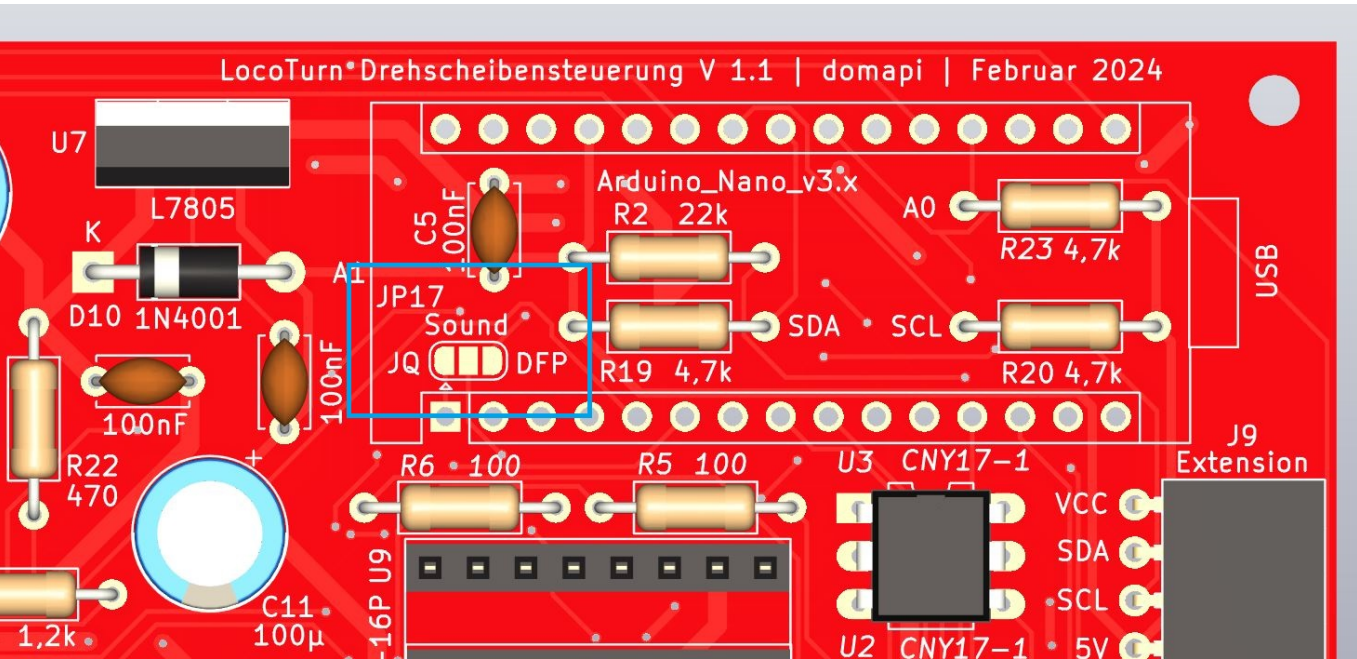 LocoTurn Drehscheibensteuerung V 1.1 | domapi | Februar 2024
U7
L7805
K
D10 1N4001
A1
C5
100nF
Arduino_Nano_v3.x
R2 22k
A0
R23 4,7k
USB
JP17
Sound
JQ
DFP
SDA
SCL
R19 4,7k
R20 4,7k
100nF
100nF
R22
470
+
R6 100
R5 100
U3 CNY17-1
J9
Extension
VCC
SDA
SCL
5V
-16P U9
C11
100µ
1,2k
U2 CNY17-1